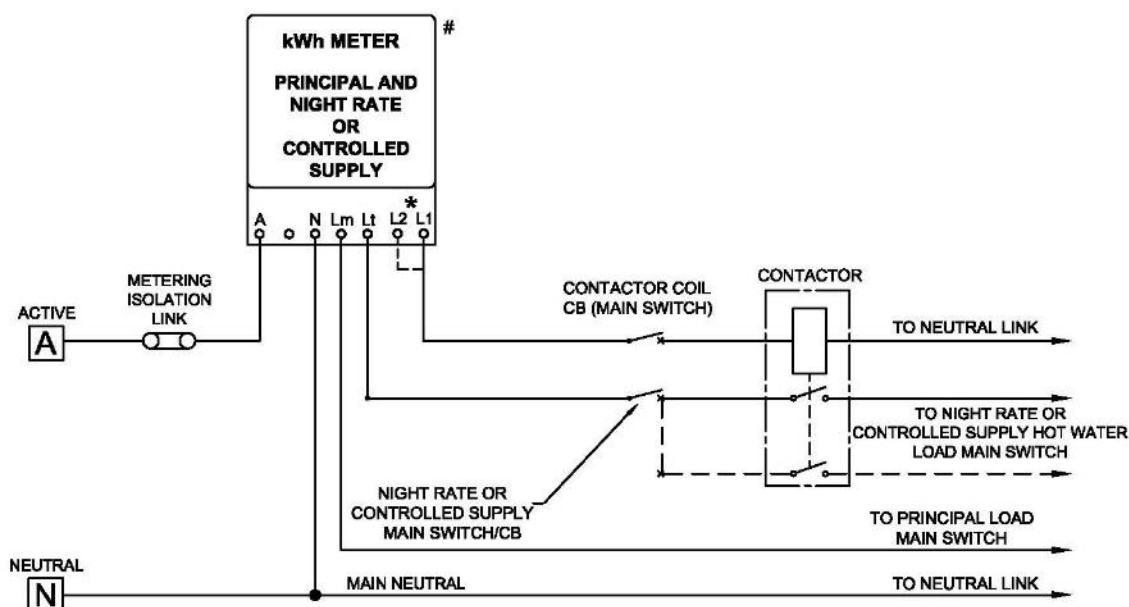 kWh METER
#
PRINCIPAL AND
NIGHT RATE
OR
CONTROLLED
SUPPLY
*
A N Lm Lt L2 L1
METERING
ISOLATION
LINK
ACTIVE
A
CONTACTOR COIL
CB (MAIN SWITCH)
CONTACTOR
TO NEUTRAL LINK
TO NIGHT RATE OR
CONTROLLED SUPPLY HOT WATER
LOAD MAIN SWITCH
NIGHT RATE OR
CONTROLLED SUPPLY
MAIN SWITCH/CB
TO PRINCIPAL LOAD
MAIN SWITCH
NEUTRAL
N
MAIN NEUTRAL
TO NEUTRAL LINK